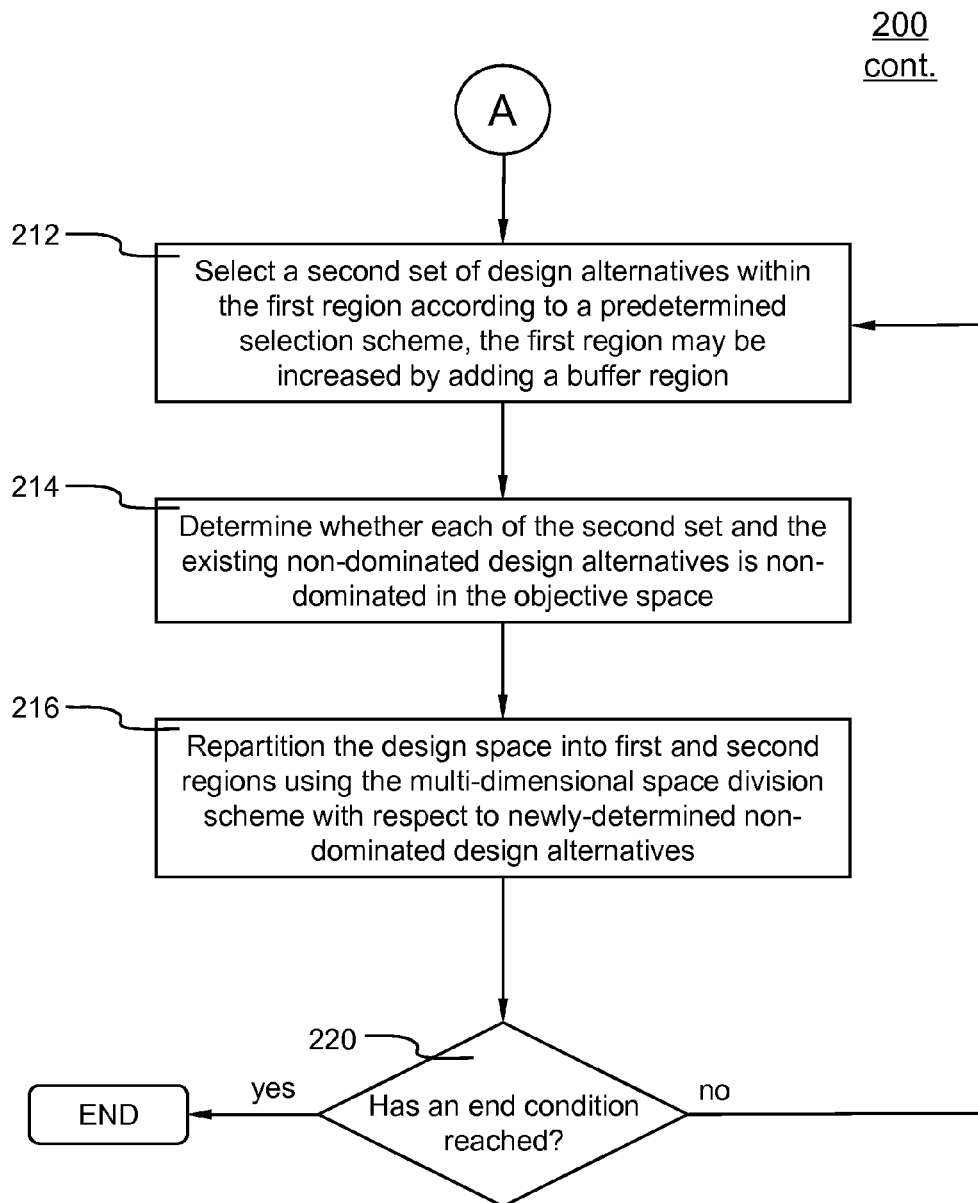 200
cont.
A
212
Select a second set of design alternatives within
the first region according to a predetermined
selection scheme, the first region may be
increased by adding a buffer region
214
Determine whether each of the second set and the
existing non-dominated design alternatives is non-
dominated in the objective space
216
Repartition the design space into first and second
regions using the multi-dimensional space division
scheme with respect to newly-determined non-
dominated design alternatives
220
yes
no
END
Has an end condition
reached?